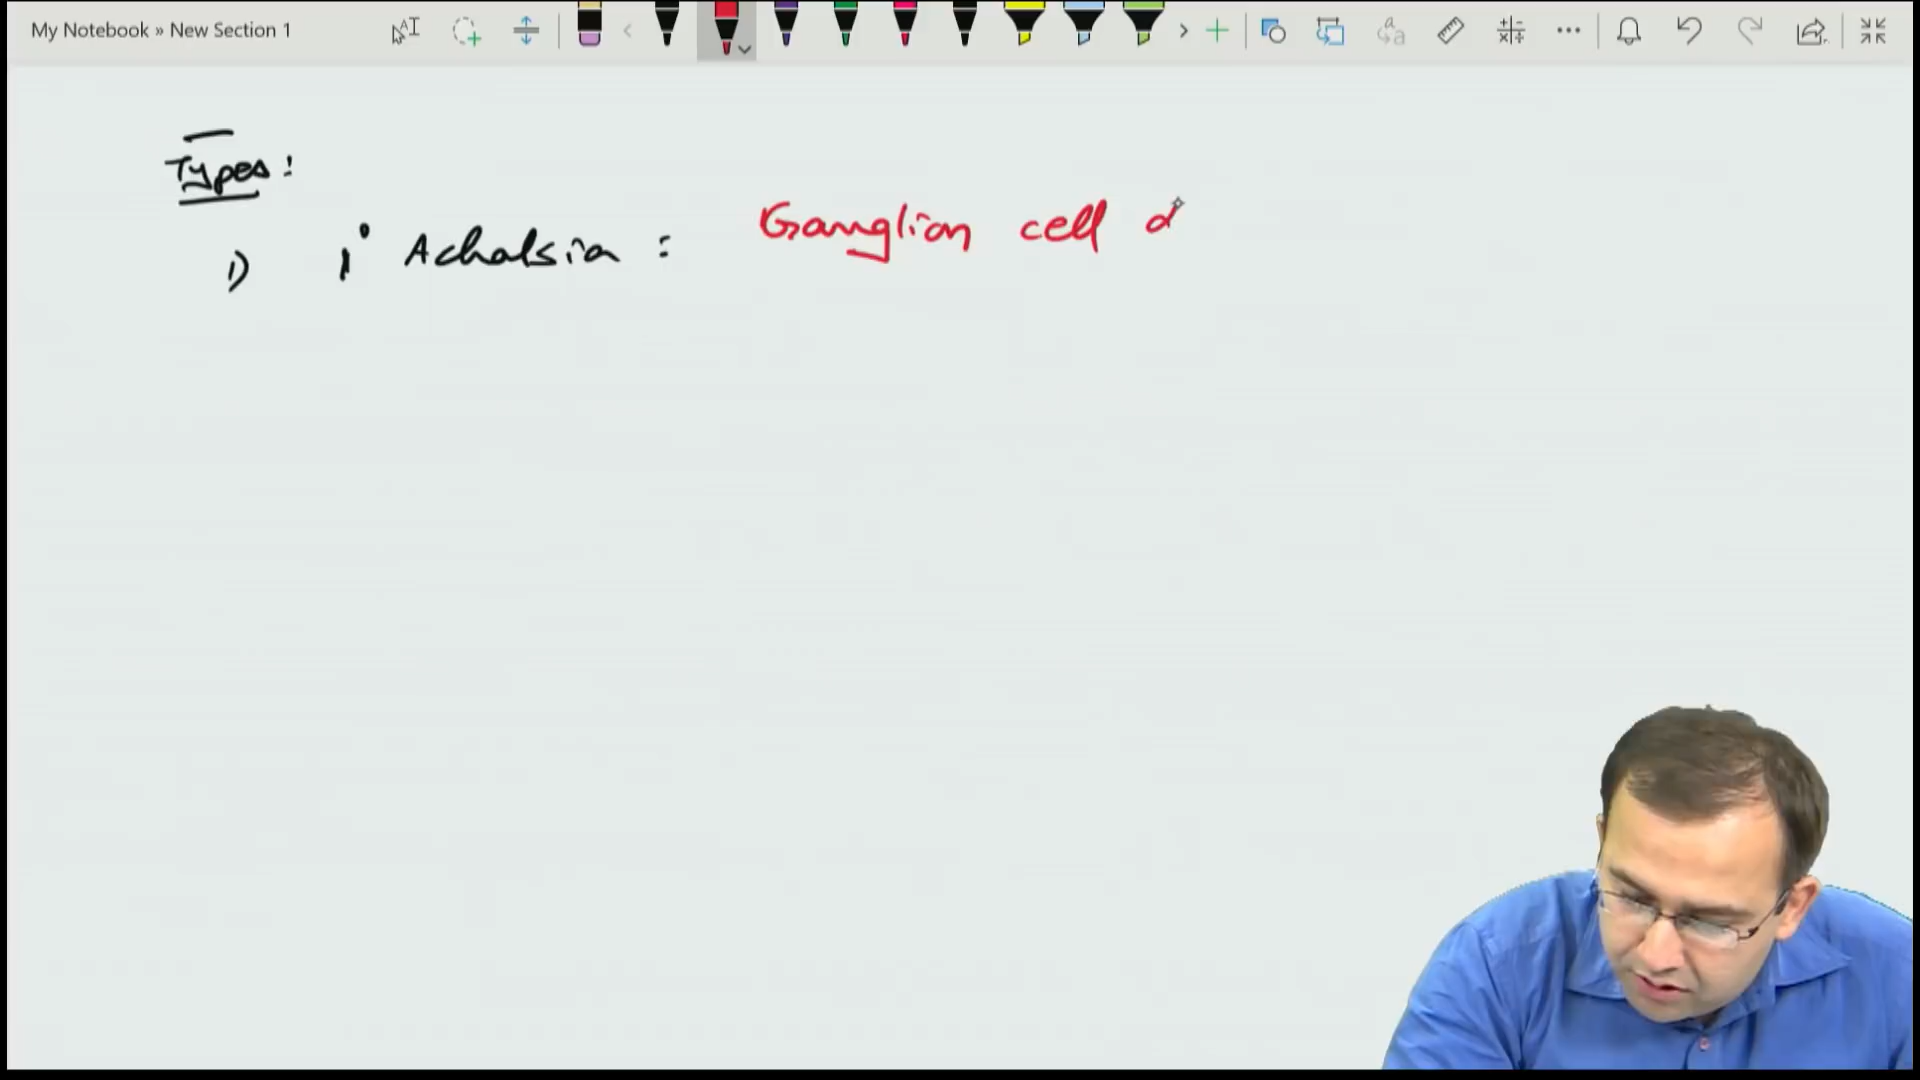 My Notebook » New Section 1
Types:
1) 1° Achalsia : Ganglion cell d